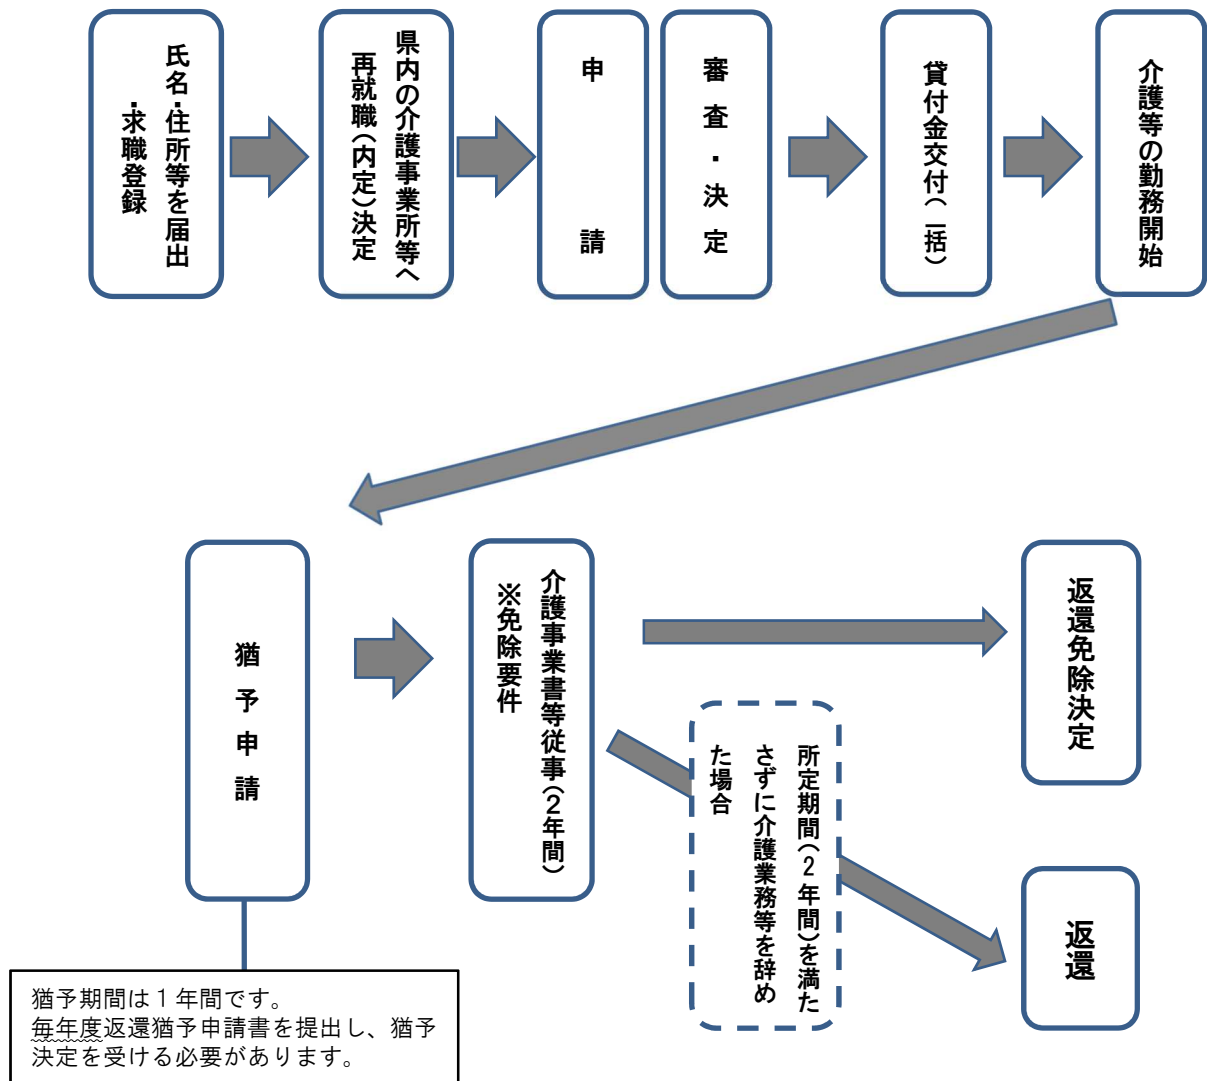 氏名・住所等を届出
・求職登録
県内の介護事業所等へ
再就職(内定)決定
申請
審査・決定
貸付金交付(一括)
介護等の勤務開始
猶予申請
介護事業書等従事(2年間)
※免除要件
返還免除決定
所定期間(2年間)を満た
さずに介護業務等を辞め
た場合
返還
猶予期間は1年間です。
毎年度返還猶予申請書を提出し、猶予
決定を受ける必要があります。